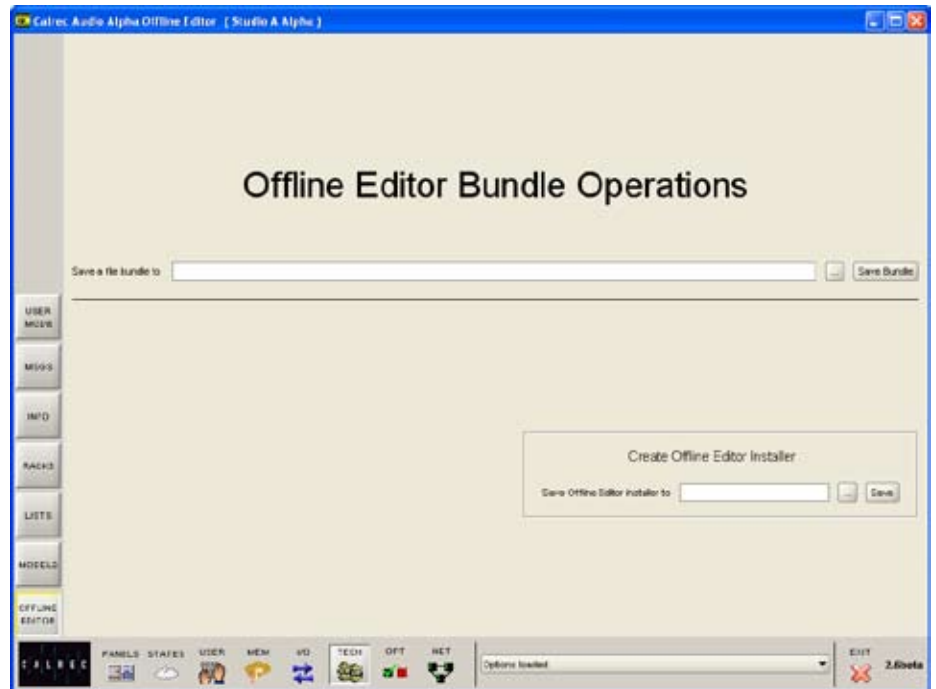 Calrec Audio Alpha Offline Editor ( Studio A Alpha )
Offline Editor Bundle Operations
Save a file bundle to
...
Save Bundle
USER
MODE
MSGS
INFO
RACKS
LISTS
MODELS
OFFLINE
EDITOR
Create Offline Editor Installer
Save Offline Editor installer to
...
Save
CALREC
PANELS STATES USER MEM I/O TECH OPT NET
Options loaded
EXIT
2.6beta